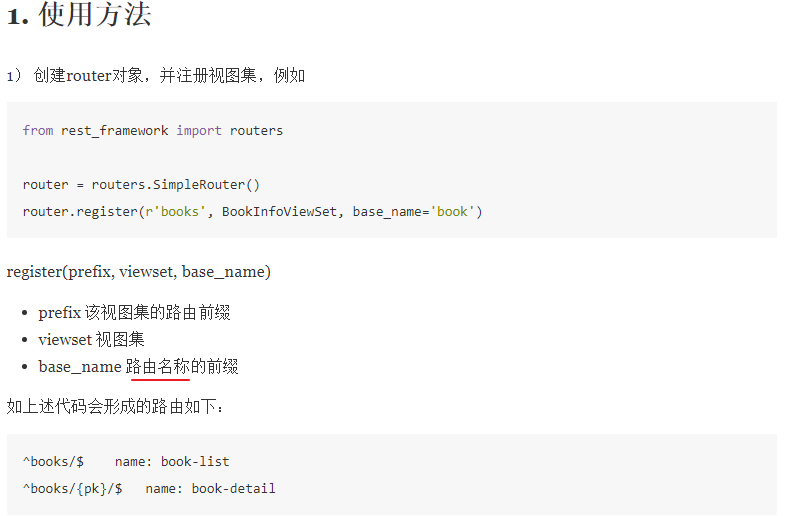 1. 使用方法
1） 创建router对象，并注册视图集，例如
from rest_framework import routers
router = routers.SimpleRouter()
router.register(r'books', BookInfoViewSet, base_name='book')
register(prefix, viewset, base_name)
• prefix 该视图集的路由前缀
• viewset 视图集
• base_name 路由名称的前缀
如上述代码会形成的路由如下：
^books/$    name: book-list
^books/{pk}/$   name: book-detail